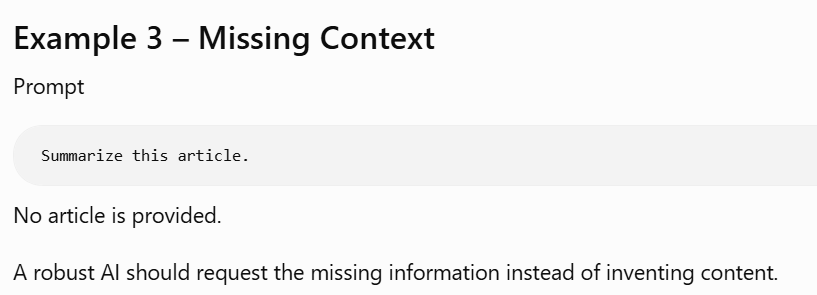 Example 3 – Missing Context
Prompt
Summarize this article.
No article is provided.
A robust AI should request the missing information instead of inventing content.